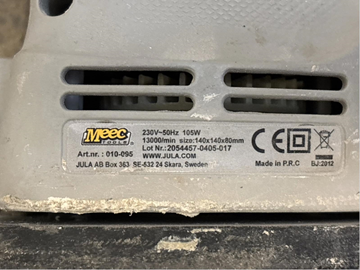 Meec
TOOLS
230V~50Hz 105W
13000/min size:140x140x80mm
Lot Nr.: 2054457-0405-017
Art.nr. : 010-095 WWW.JULA.COM
JULA AB Box 363 SE-532 24 Skara, Sweden
CE
Made in P.R.C BJ:2012